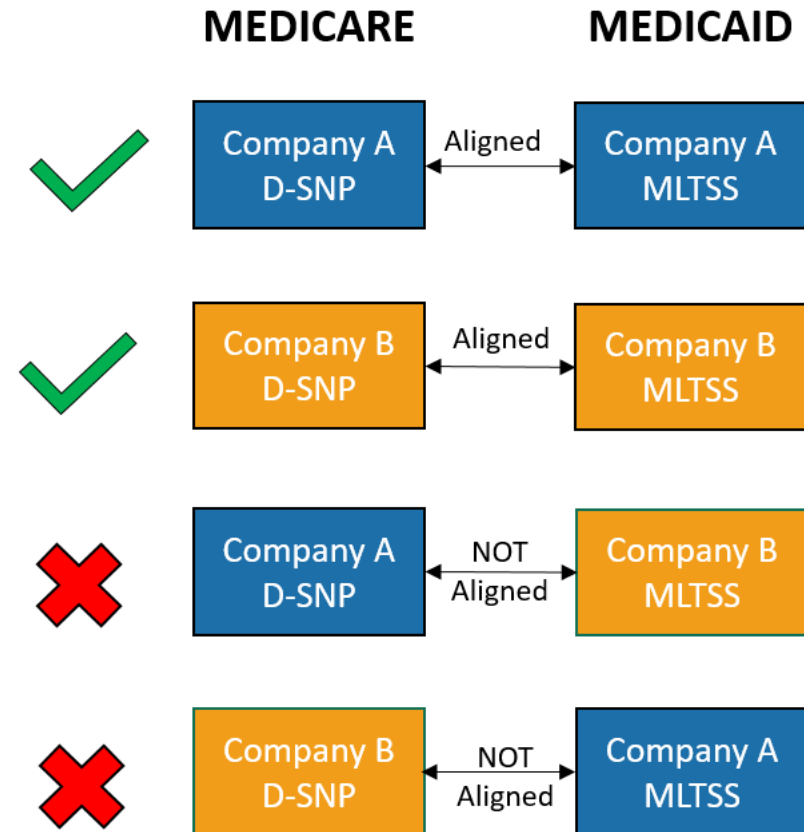 MEDICARE
MEDICAID
Company A
D-SNP
Aligned
Company A
MLTSS
Company B
D-SNP
Aligned
Company B
MLTSS
Company A
D-SNP
NOT
Aligned
Company B
MLTSS
Company B
D-SNP
NOT
Aligned
Company A
MLTSS